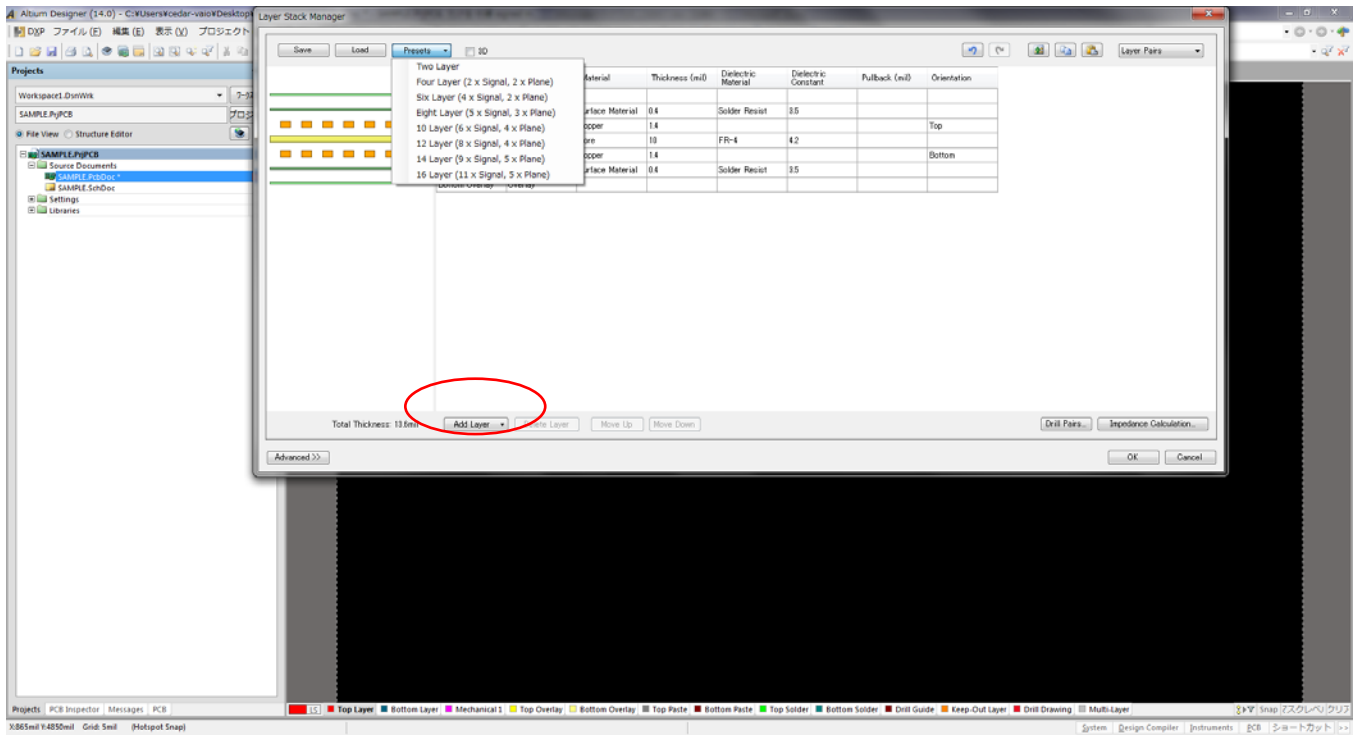 Altium Designer (14.0) - C:¥Users¥cedar-vaio¥Desktop
Layer Stack Manager
DXP ファイル(F) 編集(E) 表示(V) プロジェクト
Save Load Presets 3D Layer Pairs
Projects
Workspace1.DsnWrk
SAMPLE.PrjPCB
File View Structure Editor
SAMPLE.PrjPCB
Source Documents
SAMPLE.PcbDoc *
SAMPLE.SchDoc
Settings
Libraries
Two Layer
Four Layer (2 x Signal, 2 x Plane)
Six Layer (4 x Signal, 2 x Plane)
Eight Layer (5 x Signal, 3 x Plane)
10 Layer (6 x Signal, 4 x Plane)
12 Layer (8 x Signal, 4 x Plane)
14 Layer (9 x Signal, 5 x Plane)
16 Layer (11 x Signal, 5 x Plane)
Material Thickness (mil) Dielectric Material Dielectric Constant Pullback (mil) Orientation
urface Material 0.4 Solder Resist 3.5
opper 1.4 Top
ore 10 FR-4 4.2
opper 1.4 Bottom
urface Material 0.4 Solder Resist 3.5
Bottom Overlay Overlay
Total Thickness: 13.6mil Add Layer Delete Layer Move Up Move Down Drill Pairs... Impedance Calculation...
Advanced >> OK Cancel
Projects PCB Inspector Messages PCB
LS Top Layer Bottom Layer Mechanical 1 Top Overlay Bottom Overlay Top Paste Bottom Paste Top Solder Bottom Solder Drill Guide Keep-Out Layer Drill Drawing Multi-Layer Snap マスクレベル クリア
X:865mil Y:4850mil Grid: 5mil (Hotspot Snap) System Design Compiler Instruments PCB ショートカット >>